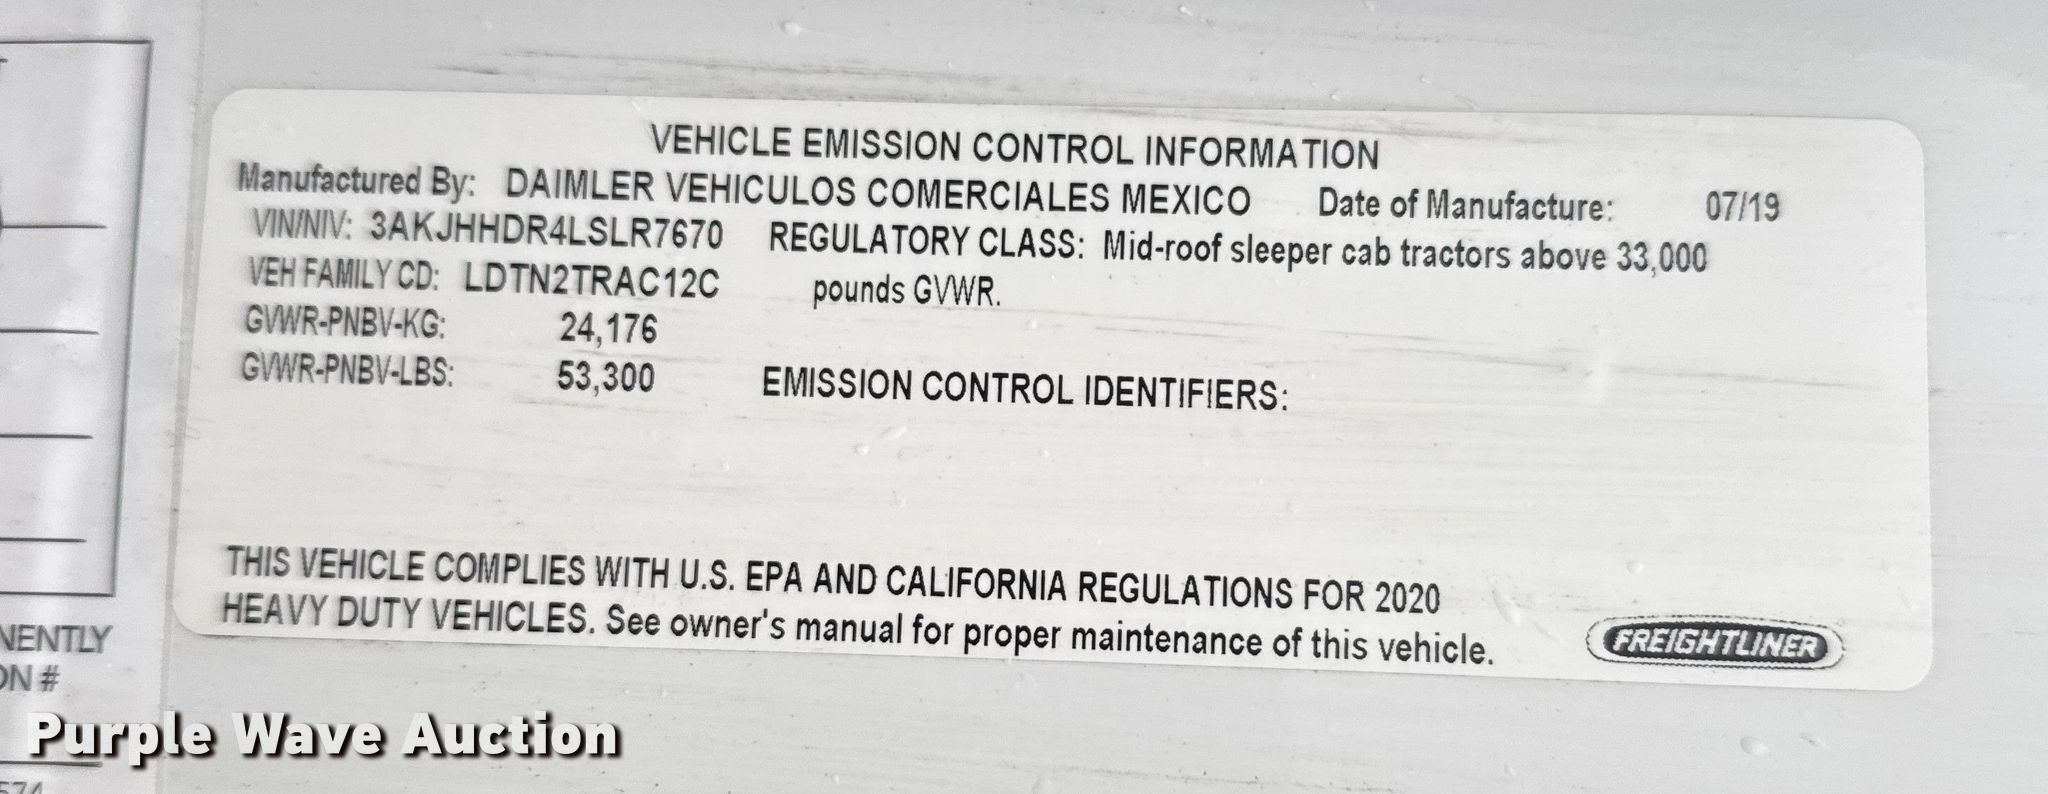 VEHICLE EMISSION CONTROL INFORMATION
Manufactured By: DAIMLER VEHICULOS COMERCIALES MEXICO Date of Manufacture: 07/19
VIN/NIV: 3AKJHHDR4LSLR7670 REGULATORY CLASS: Mid-roof sleeper cab tractors above 33,000
VEH FAMILY CD: LDTN2TRAC12C pounds GVWR.
GVWR-PNBV-KG: 24,176
GVWR-PNBV-LBS: 53,300 EMISSION CONTROL IDENTIFIERS:
THIS VEHICLE COMPLIES WITH U.S. EPA AND CALIFORNIA REGULATIONS FOR 2020
HEAVY DUTY VEHICLES. See owner's manual for proper maintenance of this vehicle.
FREIGHTLINER
NENTLY
ON #
Purple Wave Auction